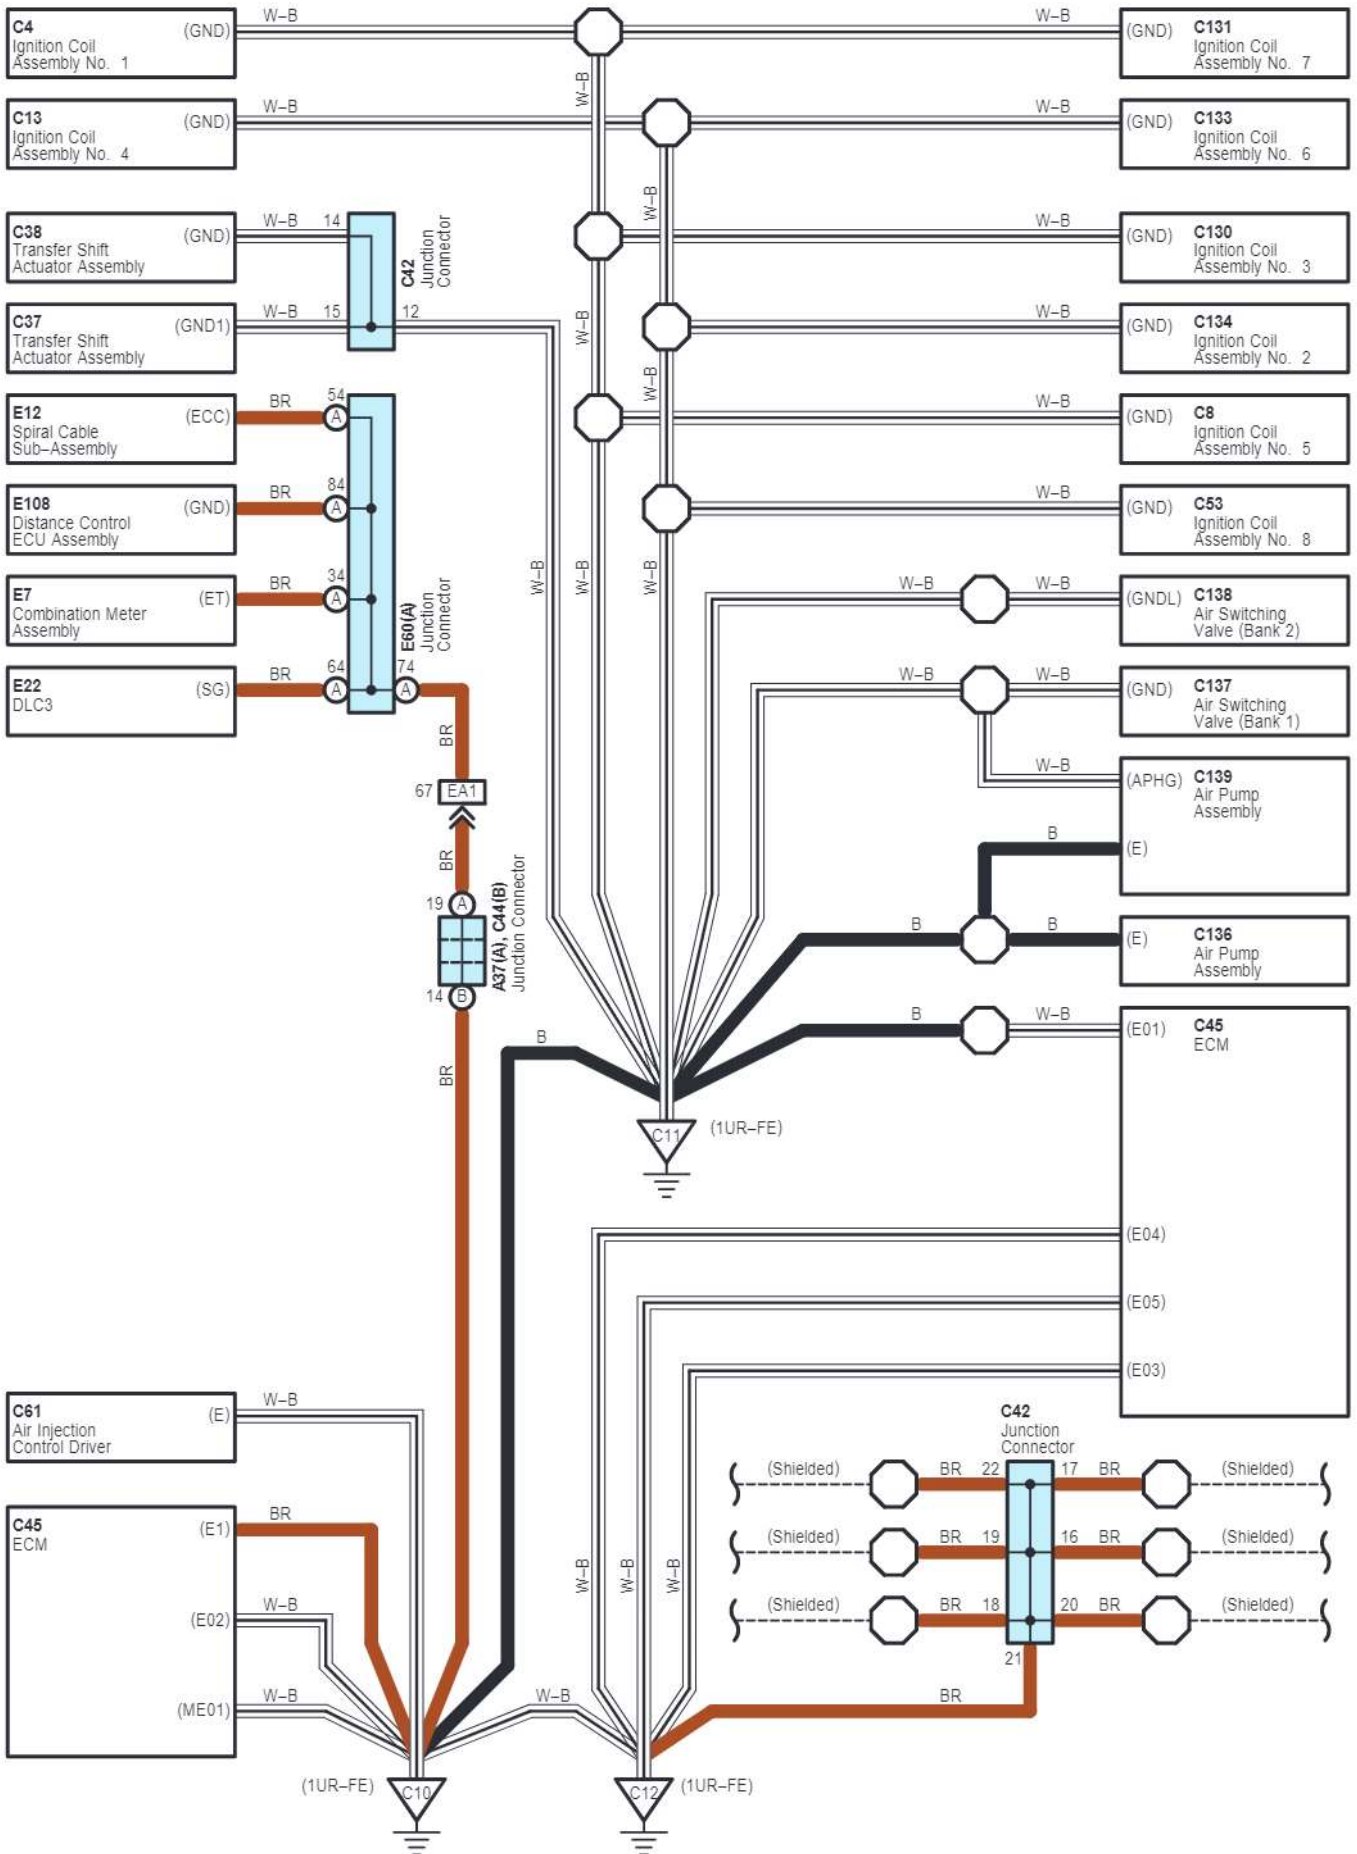 C4
Ignition Coil
Assembly No. 1
(GND)
W–B
W–B
(GND)
C131
Ignition Coil
Assembly No. 7
W–B
C13
Ignition Coil
Assembly No. 4
(GND)
W–B
W–B
(GND)
C133
Ignition Coil
Assembly No. 6
W–B
C38
Transfer Shift
Actuator Assembly
(GND)
W–B
14
C42
Junction
Connector
W–B
(GND)
C130
Ignition Coil
Assembly No. 3
C37
Transfer Shift
Actuator Assembly
(GND1)
W–B
15
12
W–B
W–B
(GND)
C134
Ignition Coil
Assembly No. 2
W–B
E12
Spiral Cable
Sub–Assembly
(ECC)
BR
54
A
W–B
(GND)
C8
Ignition Coil
Assembly No. 5
E108
Distance Control
ECU Assembly
(GND)
BR
84
A
W–B
(GND)
C53
Ignition Coil
Assembly No. 8
E7
Combination Meter
Assembly
(ET)
BR
34
A
E60(A)
Junction
Connector
W–B
W–B
W–B
W–B
W–B
(GNDL)
C138
Air Switching
Valve (Bank 2)
E22
DLC3
(SG)
BR
64
A
74
A
W–B
W–B
(GND)
C137
Air Switching
Valve (Bank 1)
BR
67
EA1
W–B
(APHG)
C139
Air Pump
Assembly
BR
B
(E)
19
A
A37(A), C44(B)
Junction Connector
14
B
B
B
(E)
C136
Air Pump
Assembly
BR
B
B
W–B
(E01)
C45
ECM
C11
(1UR–FE)
(E04)
(E05)
(E03)
C61
Air Injection
Control Driver
(E)
W–B
C42
Junction
Connector
(Shielded)
BR
22
17
BR
(Shielded)
C45
ECM
(E1)
BR
(Shielded)
BR
19
16
BR
(Shielded)
W–B
W–B
W–B
(E02)
W–B
(Shielded)
BR
18
20
BR
(Shielded)
21
(ME01)
W–B
W–B
BR
(1UR–FE)
C10
C12
(1UR–FE)